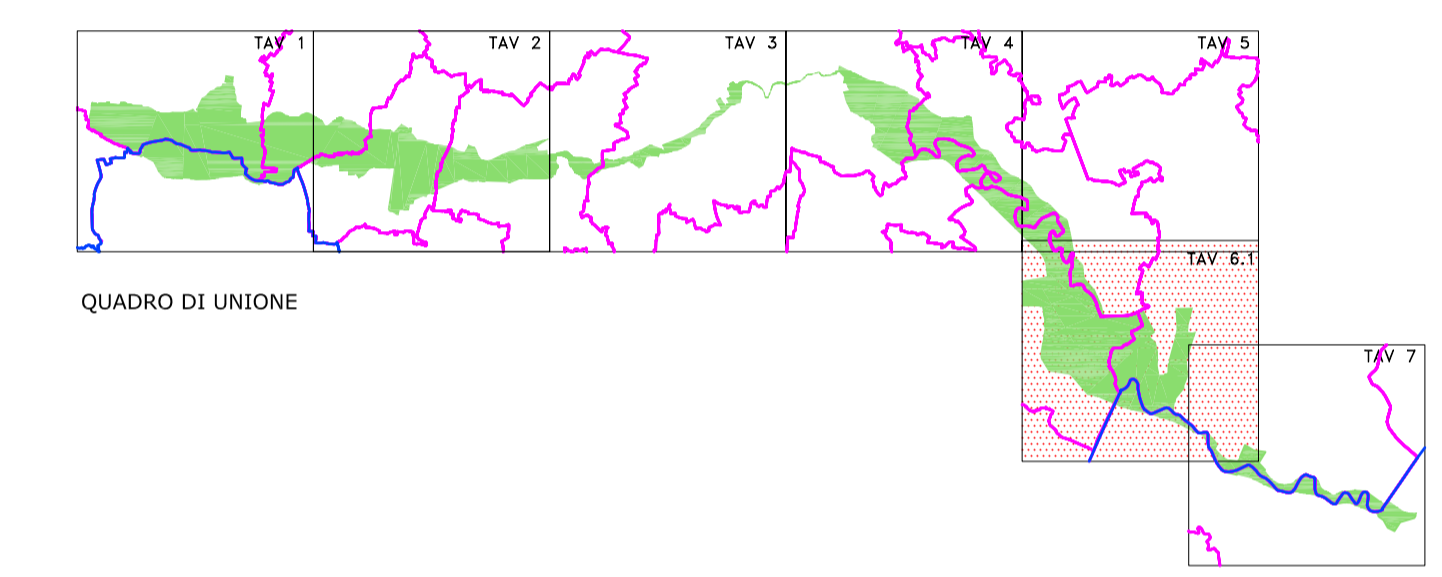 TAV 1
TAV 2
TAV 3
TAV 4
TAV 5
TAV 6.1
QUADRO DI UNIONE
TAV 7